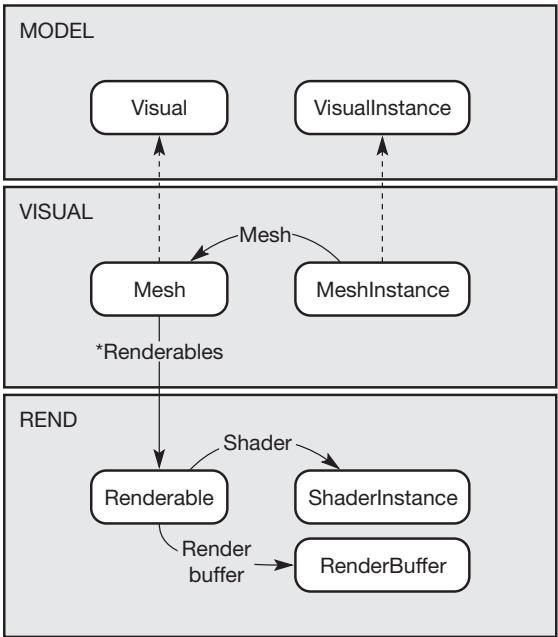 MODEL
Visual
VisualInstance
VISUAL
Mesh
Mesh
MeshInstance
*Renderables
REND
Shader
Renderable
ShaderInstance
Render
buffer
RenderBuffer